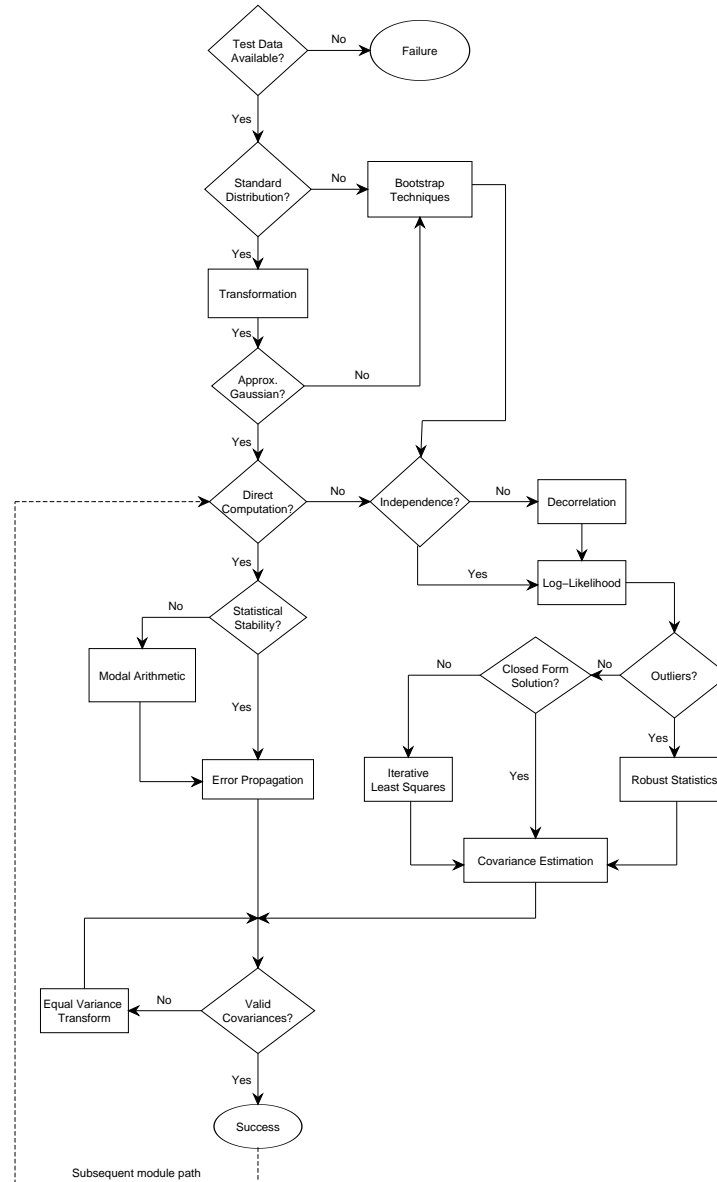 Test Data
Available?
No
Failure
Yes
Standard
Distribution?
No
Bootstrap
Techniques
Yes
Transformation
Yes
Approx.
Gaussian?
No
Yes
Direct
Computation?
No
Independence?
No
Decorrelation
Yes
Yes
Log–Likelihood
No
Statistical
Stability?
Modal Arithmetic
Yes
No
Closed Form
Solution?
No
Outliers?
Yes
Yes
Iterative
Least Squares
Robust Statistics
Error Propagation
Covariance Estimation
Equal Variance
Transform
No
Valid
Covariances?
Yes
Success
Subsequent module path